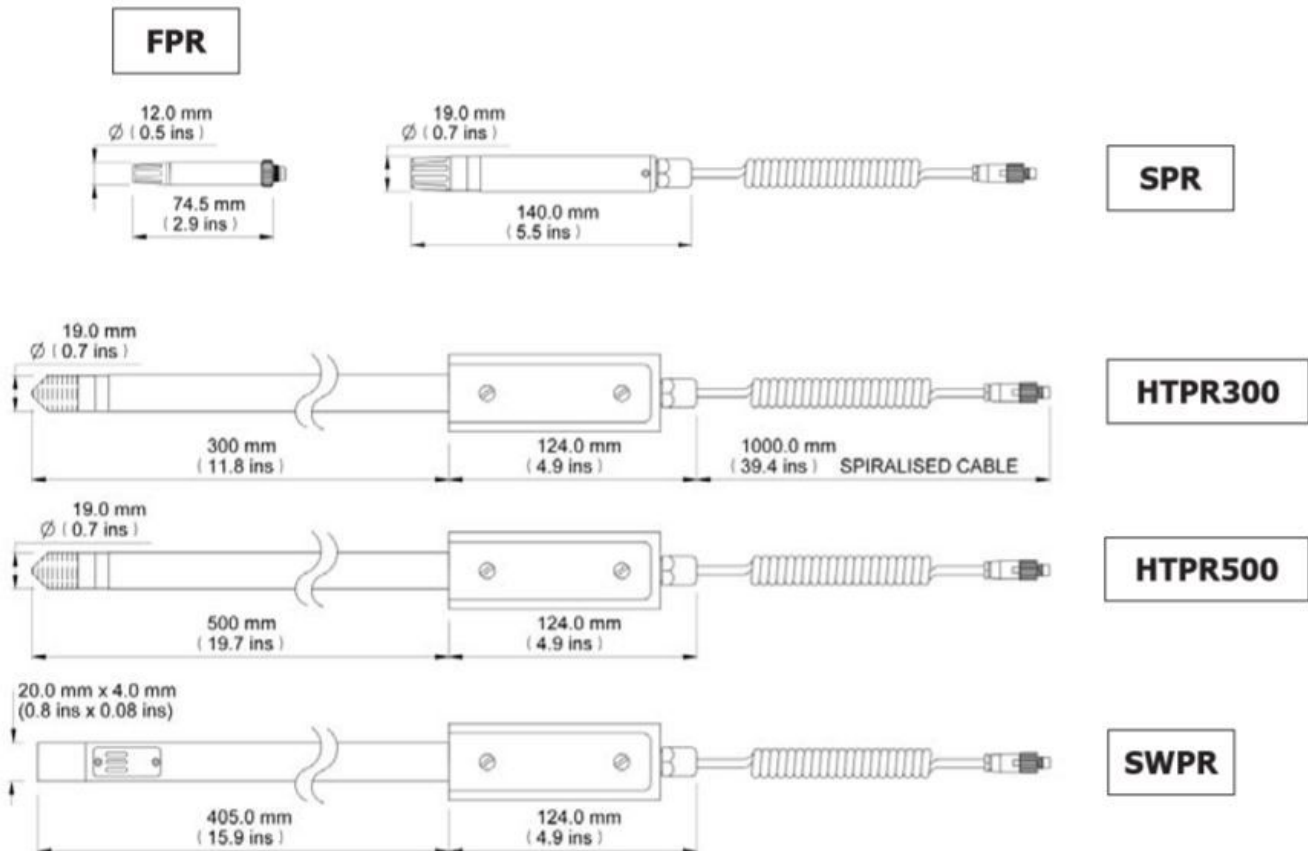 FPR
12.0 mm
Ø ( 0.5 ins )
74.5 mm
( 2.9 ins )
19.0 mm
Ø ( 0.7 ins )
140.0 mm
( 5.5 ins )
SPR
19.0 mm
Ø ( 0.7 ins )
300 mm
( 11.8 ins )
124.0 mm
( 4.9 ins )
1000.0 mm
( 39.4 ins ) SPIRALISED CABLE
HTPR300
19.0 mm
Ø ( 0.7 ins )
500 mm
( 19.7 ins )
124.0 mm
( 4.9 ins )
HTPR500
20.0 mm x 4.0 mm
(0.8 ins x 0.08 ins)
405.0 mm
( 15.9 ins )
124.0 mm
( 4.9 ins )
SWPR